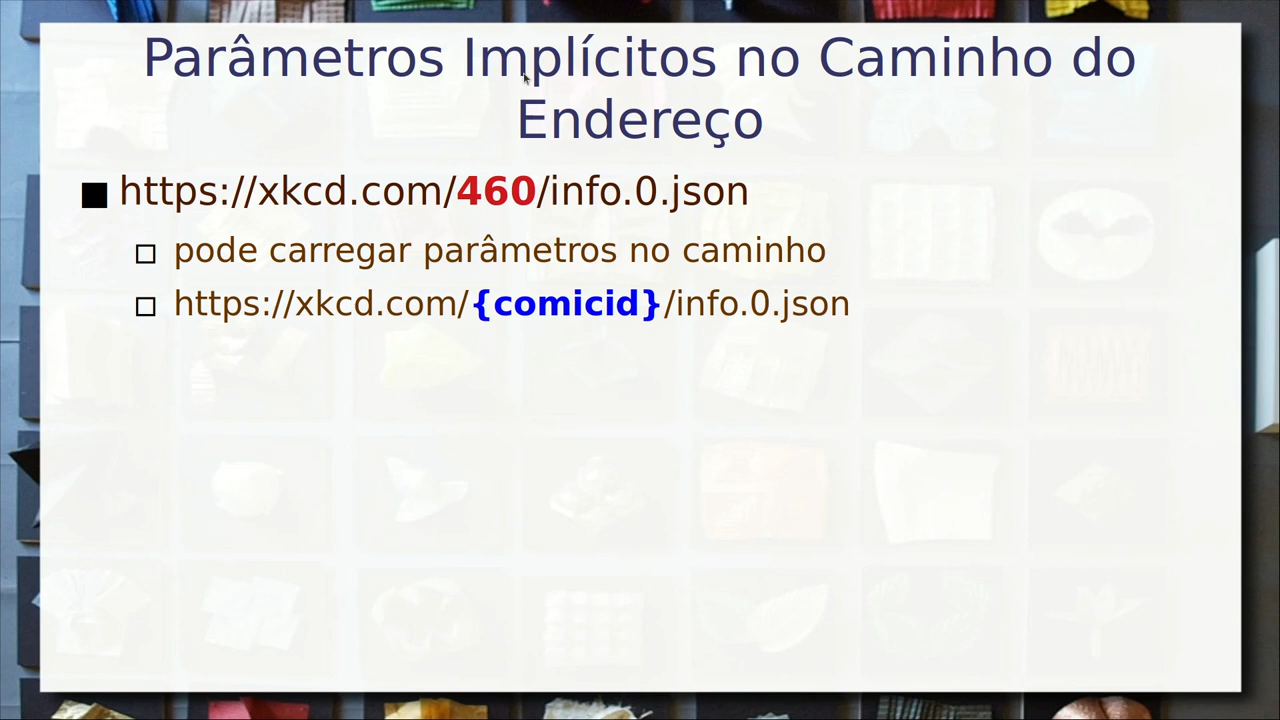 Parâmetros Implícitos no Caminho do
Endereço
https://xkcd.com/460/info.0.json
pode carregar parâmetros no caminho
https://xkcd.com/{comicid}/info.0.json